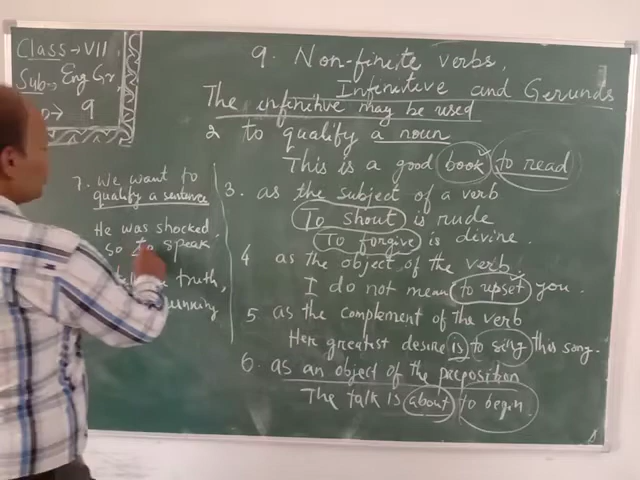 Class → VII
Sub → Eng Gr,
→ 9
9. Non-finite verbs,
Infinitive and Gerunds
The infinitive may be used
2 to qualify a noun
This is a good book to read
3. as the subject of a verb
To shout is rude
To forgive is divine.
4 as the object of the verb
I do not mean to upset you.
5 as the complement of the verb
Her greatest desire is to sing this song.
6. as an object of the preposition
The talk is about to begin.
7. We want to
qualify a sentence
He was shocked,
so to speak
truth,